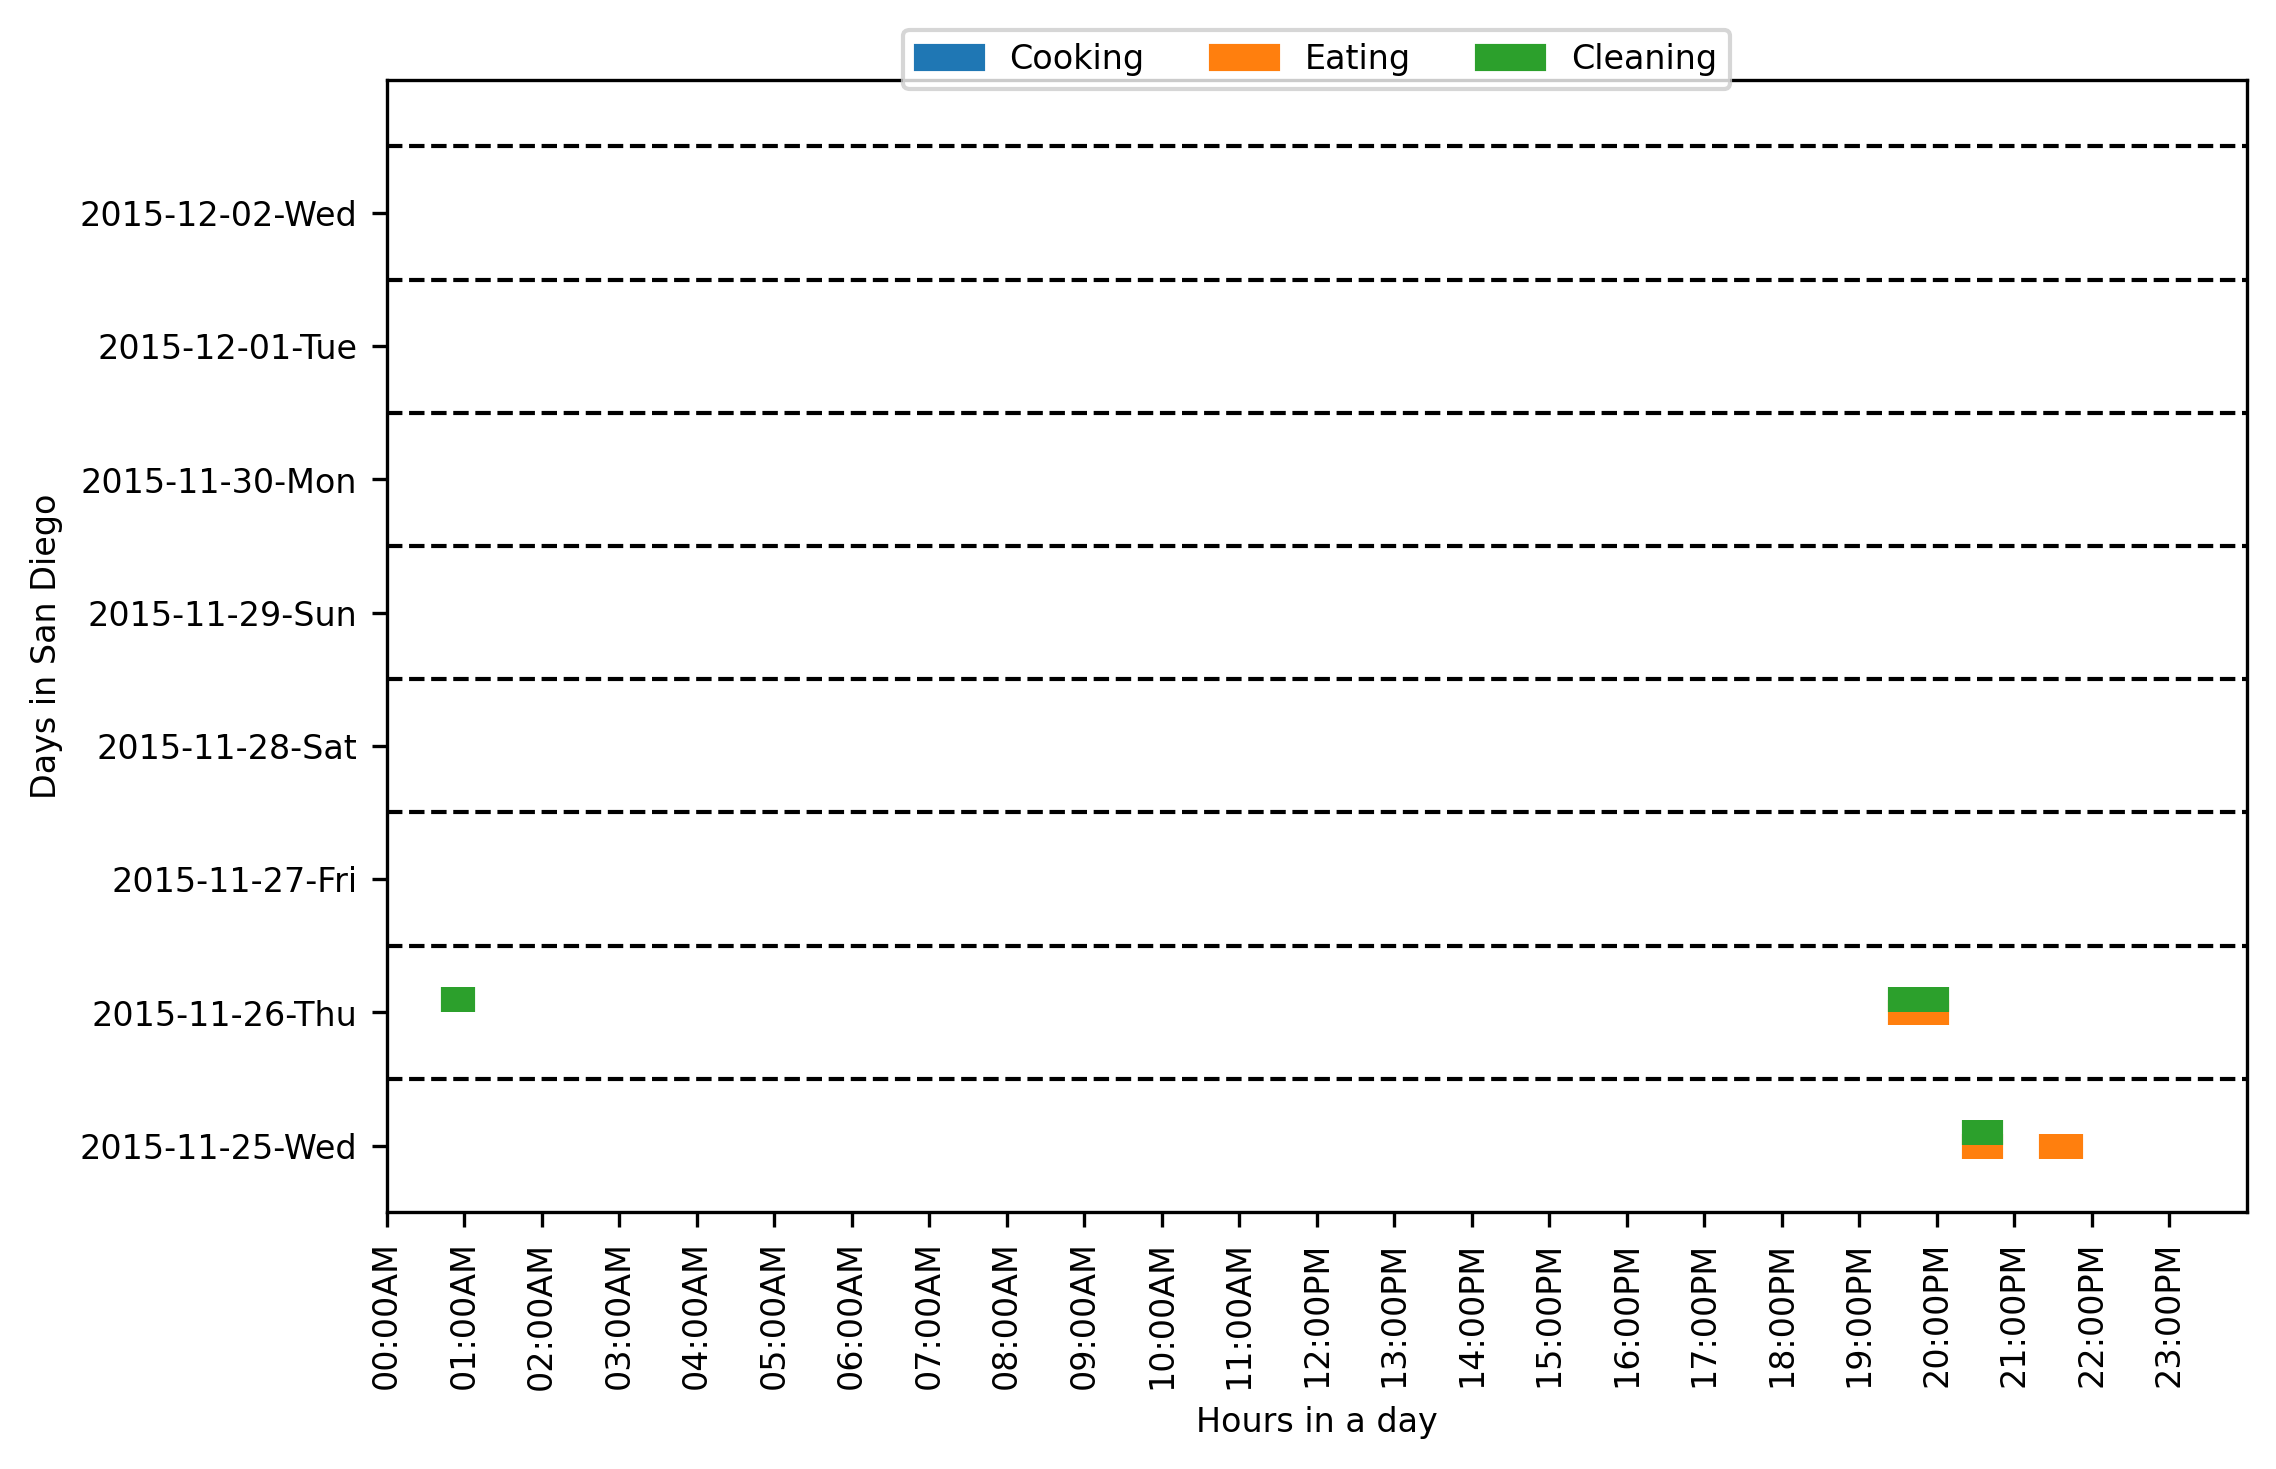 Cooking Eating Cleaning
Days in San Diego
2015-12-02-Wed
2015-12-01-Tue
2015-11-30-Mon
2015-11-29-Sun
2015-11-28-Sat
2015-11-27-Fri
2015-11-26-Thu
2015-11-25-Wed
00:00AM
01:00AM
02:00AM
03:00AM
04:00AM
05:00AM
06:00AM
07:00AM
08:00AM
09:00AM
10:00AM
11:00AM
12:00PM
13:00PM
14:00PM
15:00PM
16:00PM
17:00PM
18:00PM
19:00PM
20:00PM
21:00PM
22:00PM
23:00PM
Hours in a day